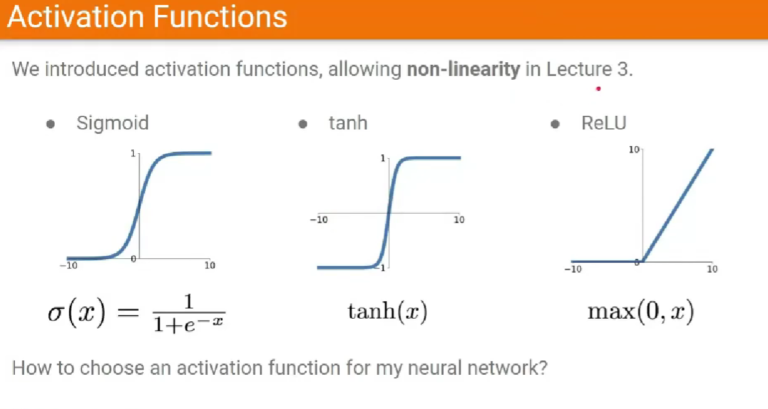 Activation Functions
We introduced activation functions, allowing non-linearity in Lecture 3.
• Sigmoid • tanh • ReLU
1 1 10
-10 10
-10 0 10 -1 -10 0 10
σ(x) = 1/(1+e^{-x}) tanh(x) max(0, x)
How to choose an activation function for my neural network?